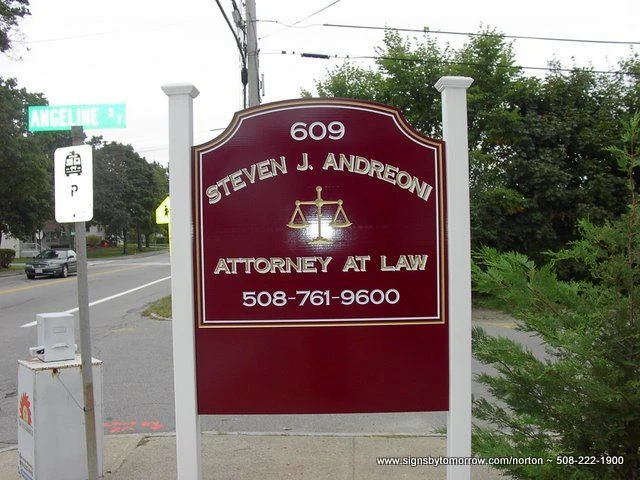 ANGELINE ST
P
609
STEVEN J. ANDREONI
ATTORNEY AT LAW
508-761-9600
www.signsbytomorrow.com/norton ~ 508-222-1900